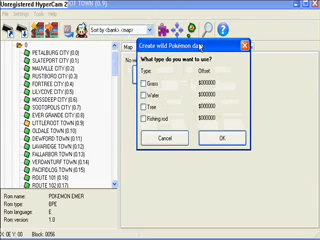 Unregistered HyperCam 2
OT TOWN (0,9)
File Settings Tools
Sort by (bank>.<map)
0
PETALBURG CITY (0.0)
SLATEPORT CITY (0.1)
MAUVILLE CITY (0.2)
RUSTBORO CITY (0.3)
FORTREE CITY (0.4)
LILYCOVE CITY (0.5)
MOSSDEEP CITY (0.6)
SOOTOPOLIS CITY (0.7)
EVER GRANDE CITY (0.8)
LITTLEROOT TOWN (0.9)
OLDALE TOWN (0.10)
DEWFORD TOWN (0.11)
LAVARIDGE TOWN (0.12)
FALLARBOR TOWN (0.13)
VERDANTURF TOWN (0.14)
PACIFIDLOG TOWN (0.15)
ROUTE 101 (0.16)
ROUTE 102 (0.17)
Map
No
Create wild Pokémon data
What type do you want to use?
Type: Offset:
Grass $000000
Water $000000
Tree $000000
Fishing rod $000000
Cancel OK
Rom name: POKEMON EMER
Rom type: BPE
Rom language: E
Rom version: 1.0
X: 0E Y: 00 Block: 0056